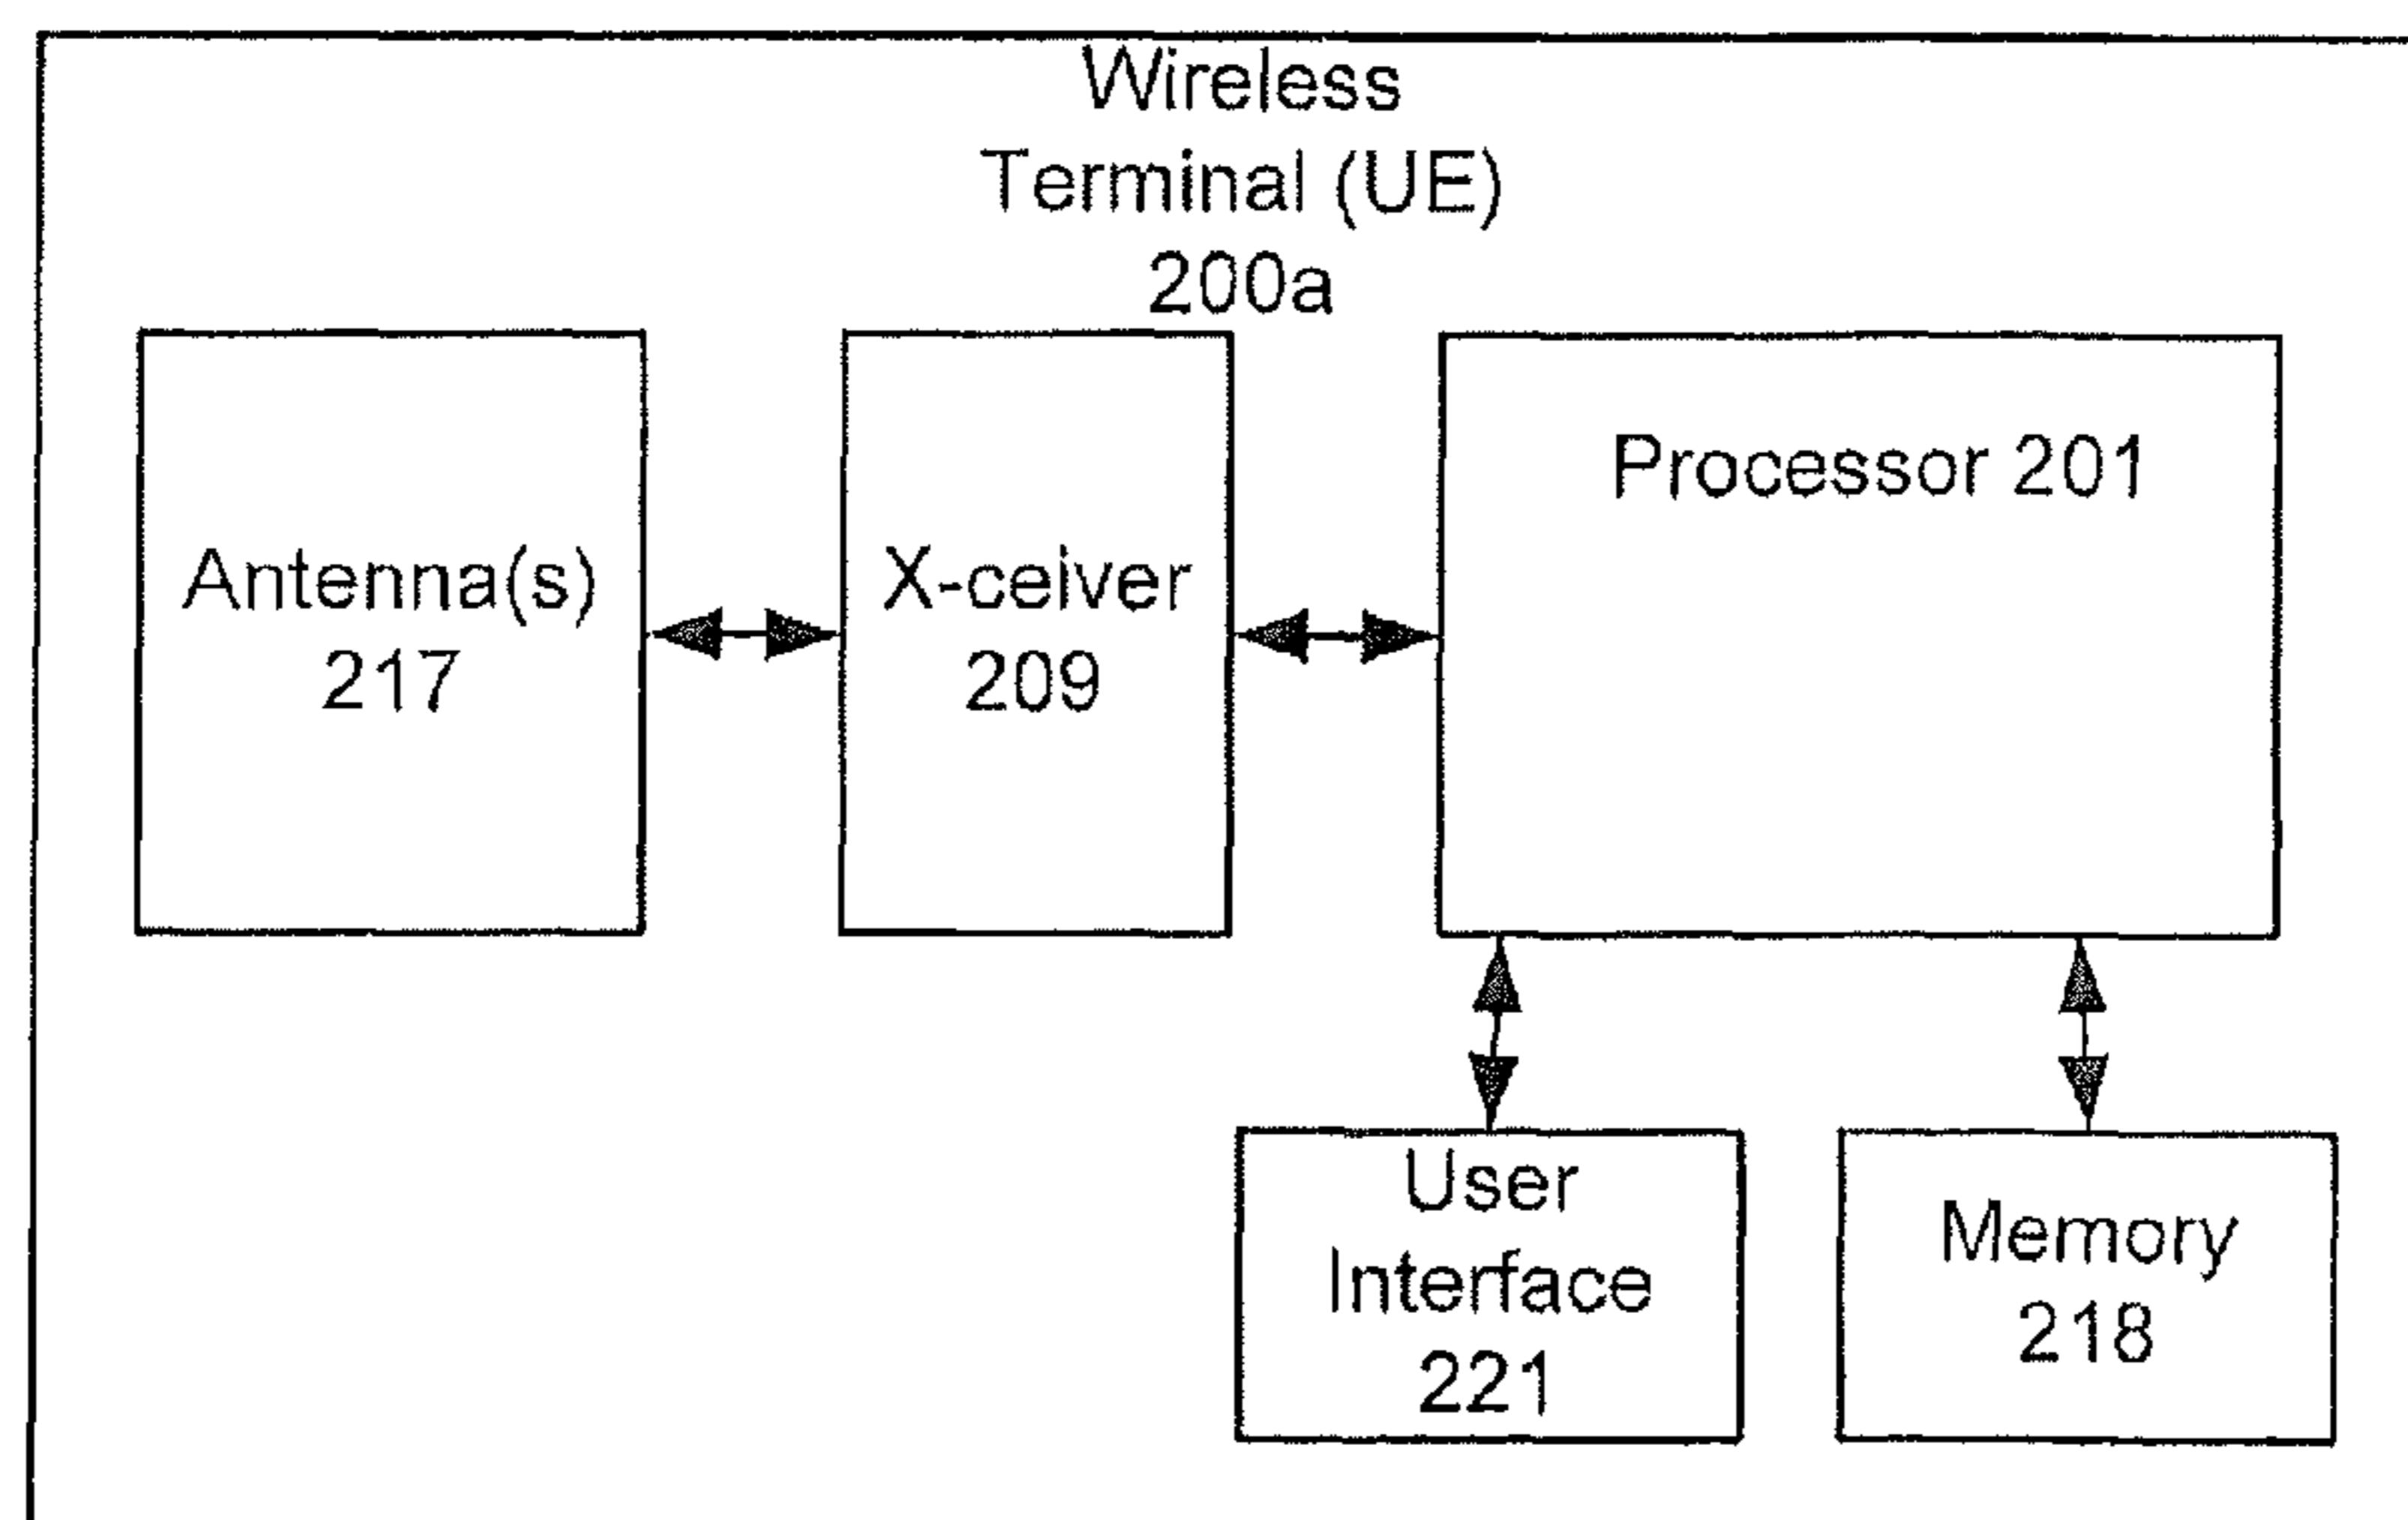 Wireless
Terminal (UE)
200a
Antenna(s)
217
X-ceiver
209
Processor 201
User
Interface
221
Memory
218